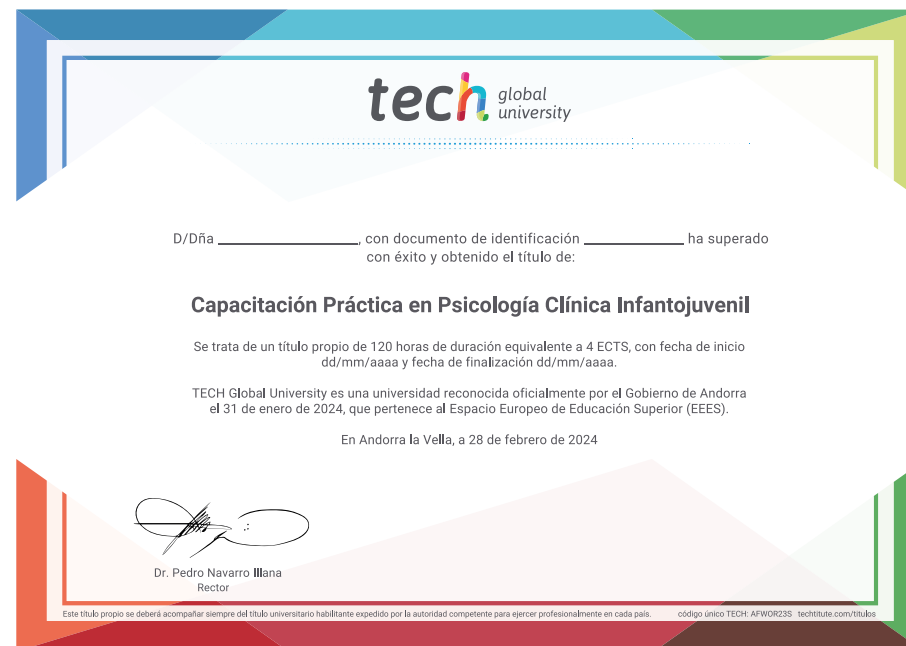 tech global
university
D/Dña ____________________, con documento de identificación ______________ ha superado
con éxito y obtenido el título de:
Capacitación Práctica en Psicología Clínica Infantojuvenil
Se trata de un título propio de 120 horas de duración equivalente a 4 ECTS, con fecha de inicio
dd/mm/aaaa y fecha de finalización dd/mm/aaaa.
TECH Global University es una universidad reconocida oficialmente por el Gobierno de Andorra
el 31 de enero de 2024, que pertenece al Espacio Europeo de Educación Superior (EEES).
En Andorra la Vella, a 28 de febrero de 2024
Dr. Pedro Navarro Illana
Rector
Este título propio se deberá acompañar siempre del título universitario habilitante expedido por la autoridad competente para ejercer profesionalmente en cada país. código único TECH: AFWOR23S techtitute.com/titulos